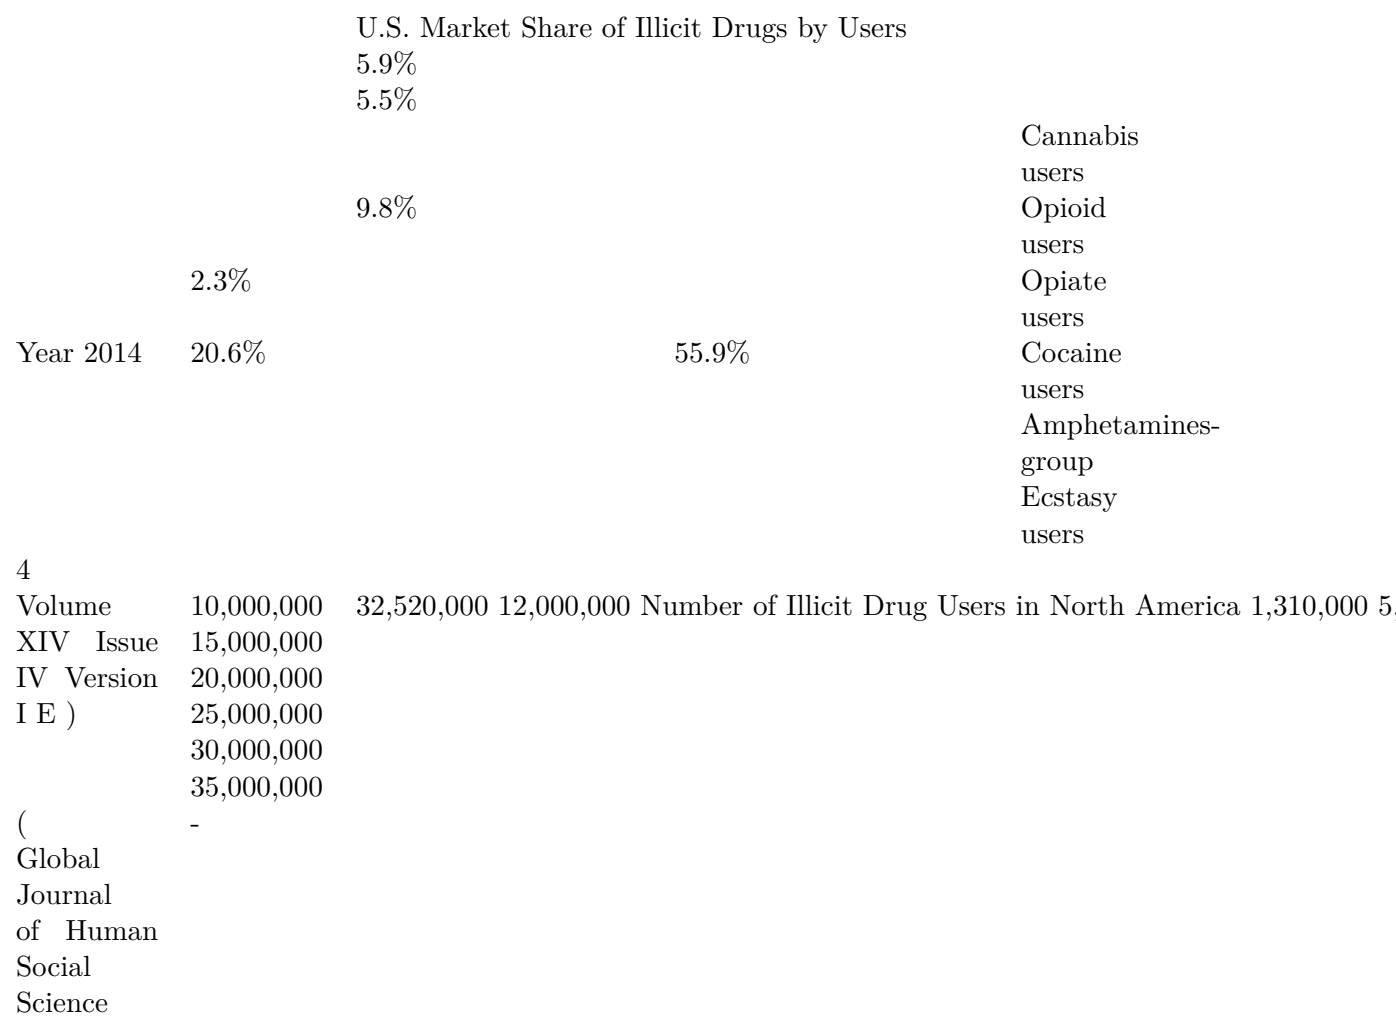 U.S. Market Share of Illicit Drugs by Users
5.9%
5.5%
Cannabis
users
9.8% Opioid
users
2.3% Opiate
users
Year 2014 20.6% 55.9% Cocaine
users
Amphetamines-
group
Ecstasy
users
4
Volume 10,000,000 32,520,000 12,000,000 Number of Illicit Drug Users in North America 1,310,000 5,
XIV Issue 15,000,000
IV Version 20,000,000
I E ) 25,000,000
30,000,000
35,000,000
( -
Global
Journal
of Human
Social
Science